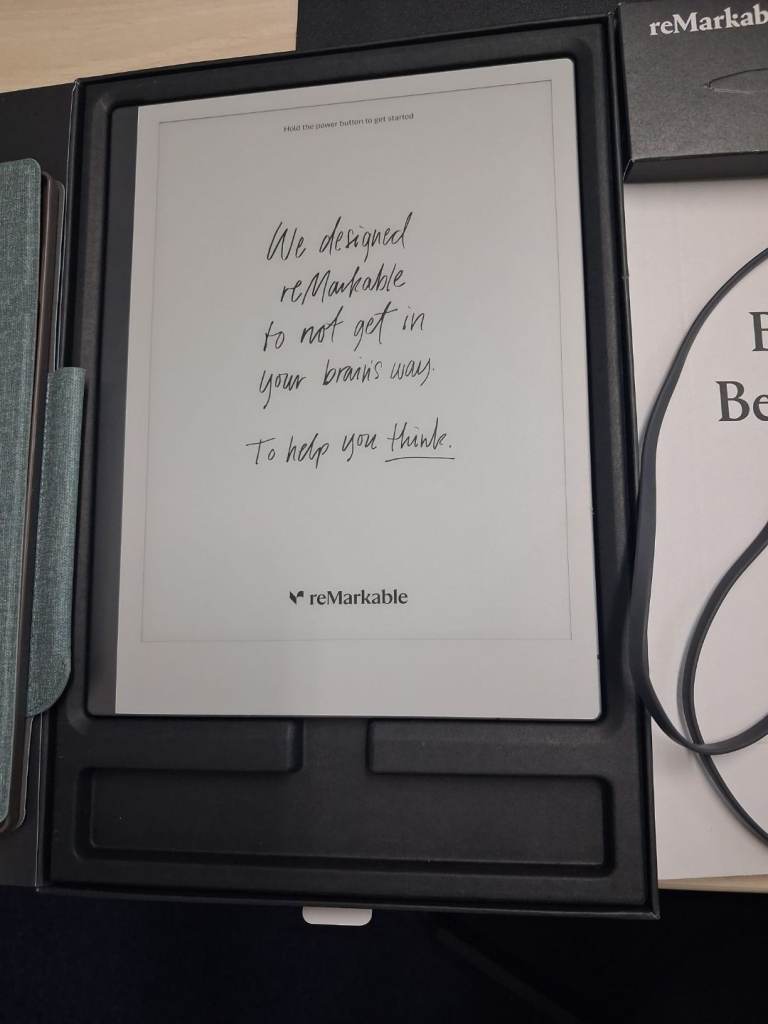 reMarkab
Hold the power button to get started
We designed
reMarkable
to not get in
your brain's way.
To help you think.
reMarkable
Be